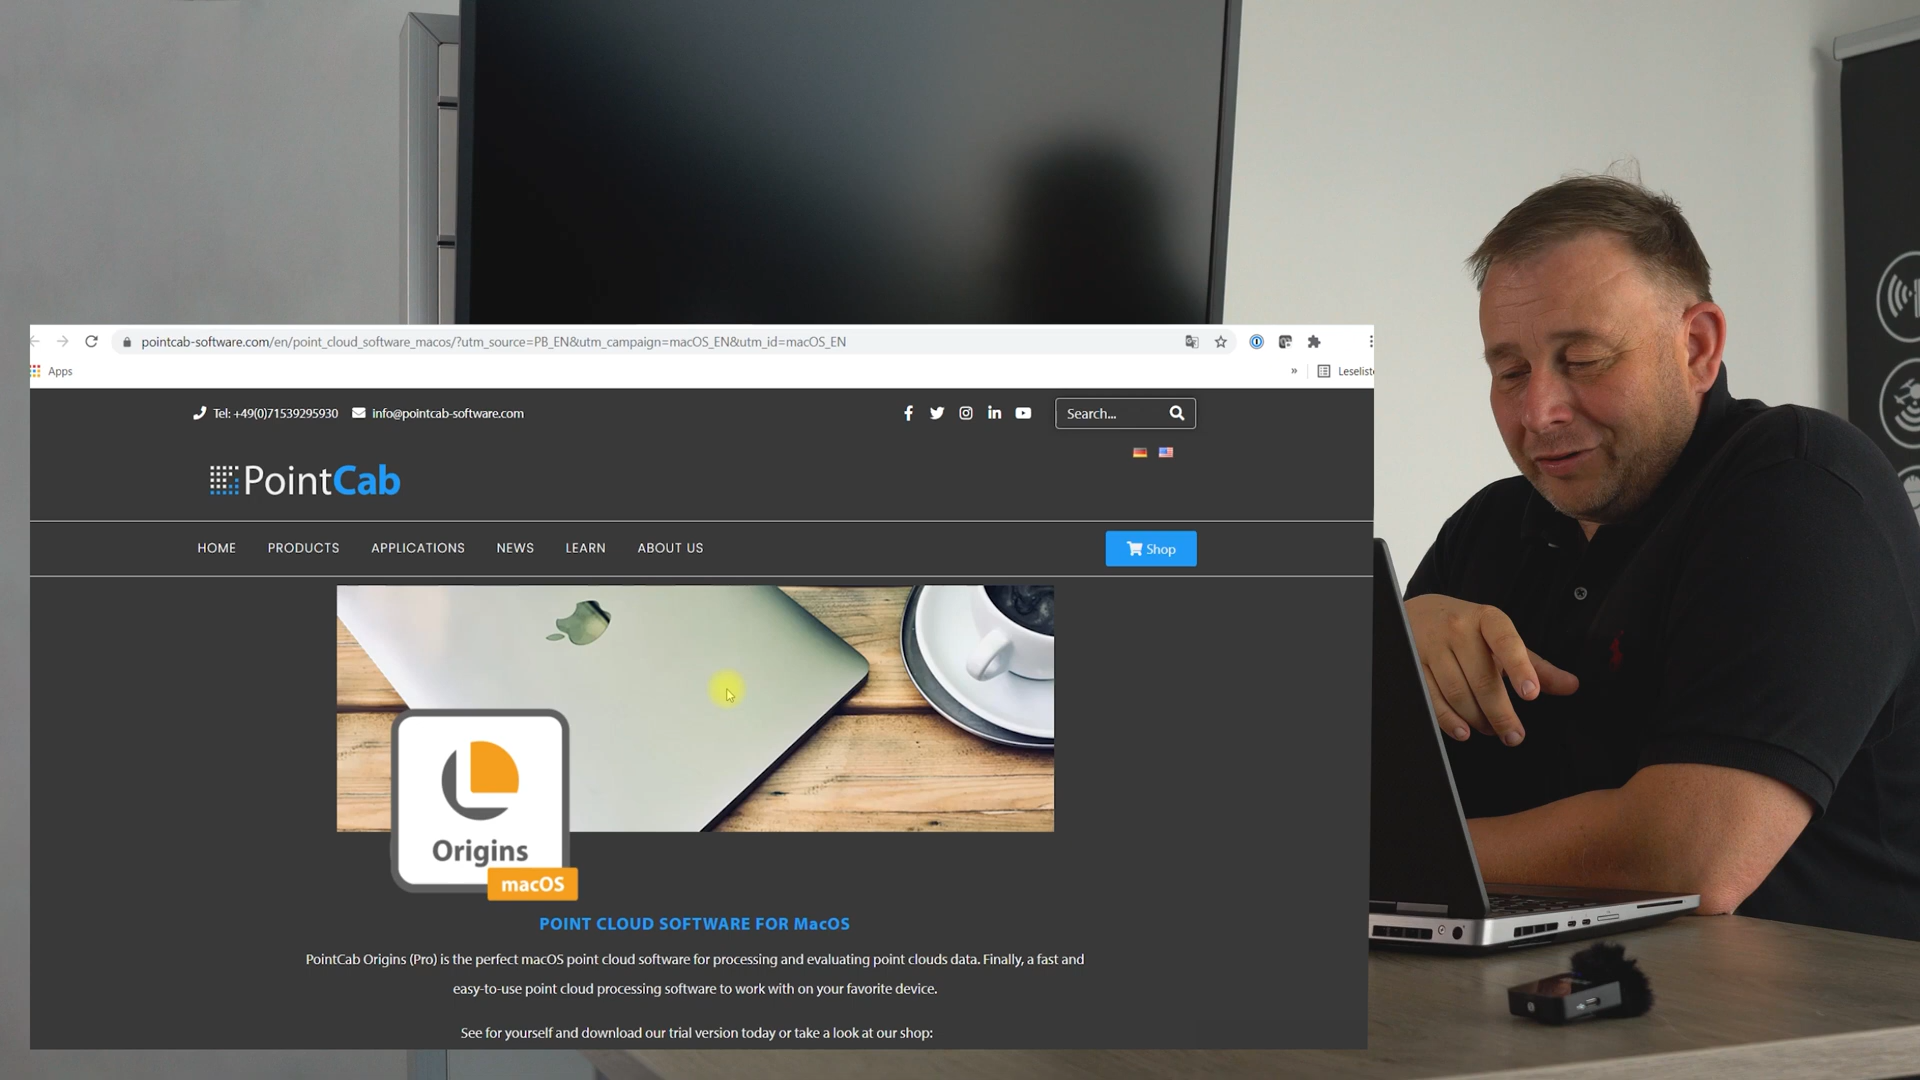 pointcab-software.com/en/point_cloud_software_macos/?utm_source=PB_EN&utm_campaign=macOS_EN&utm_id=macOS_EN
Apps
»
Tel: +49(0)71539295930 info@pointcab-software.com
Search...
PointCab
HOME PRODUCTS APPLICATIONS NEWS LEARN ABOUT US
Shop
Origins
macOS
POINT CLOUD SOFTWARE FOR MacOS
PointCab Origins (Pro) is the perfect macOS point cloud software for processing and evaluating point clouds data. Finally, a fast and
easy-to-use point cloud processing software to work with on your favorite device.
See for yourself and download our trial version today or take a look at our shop: